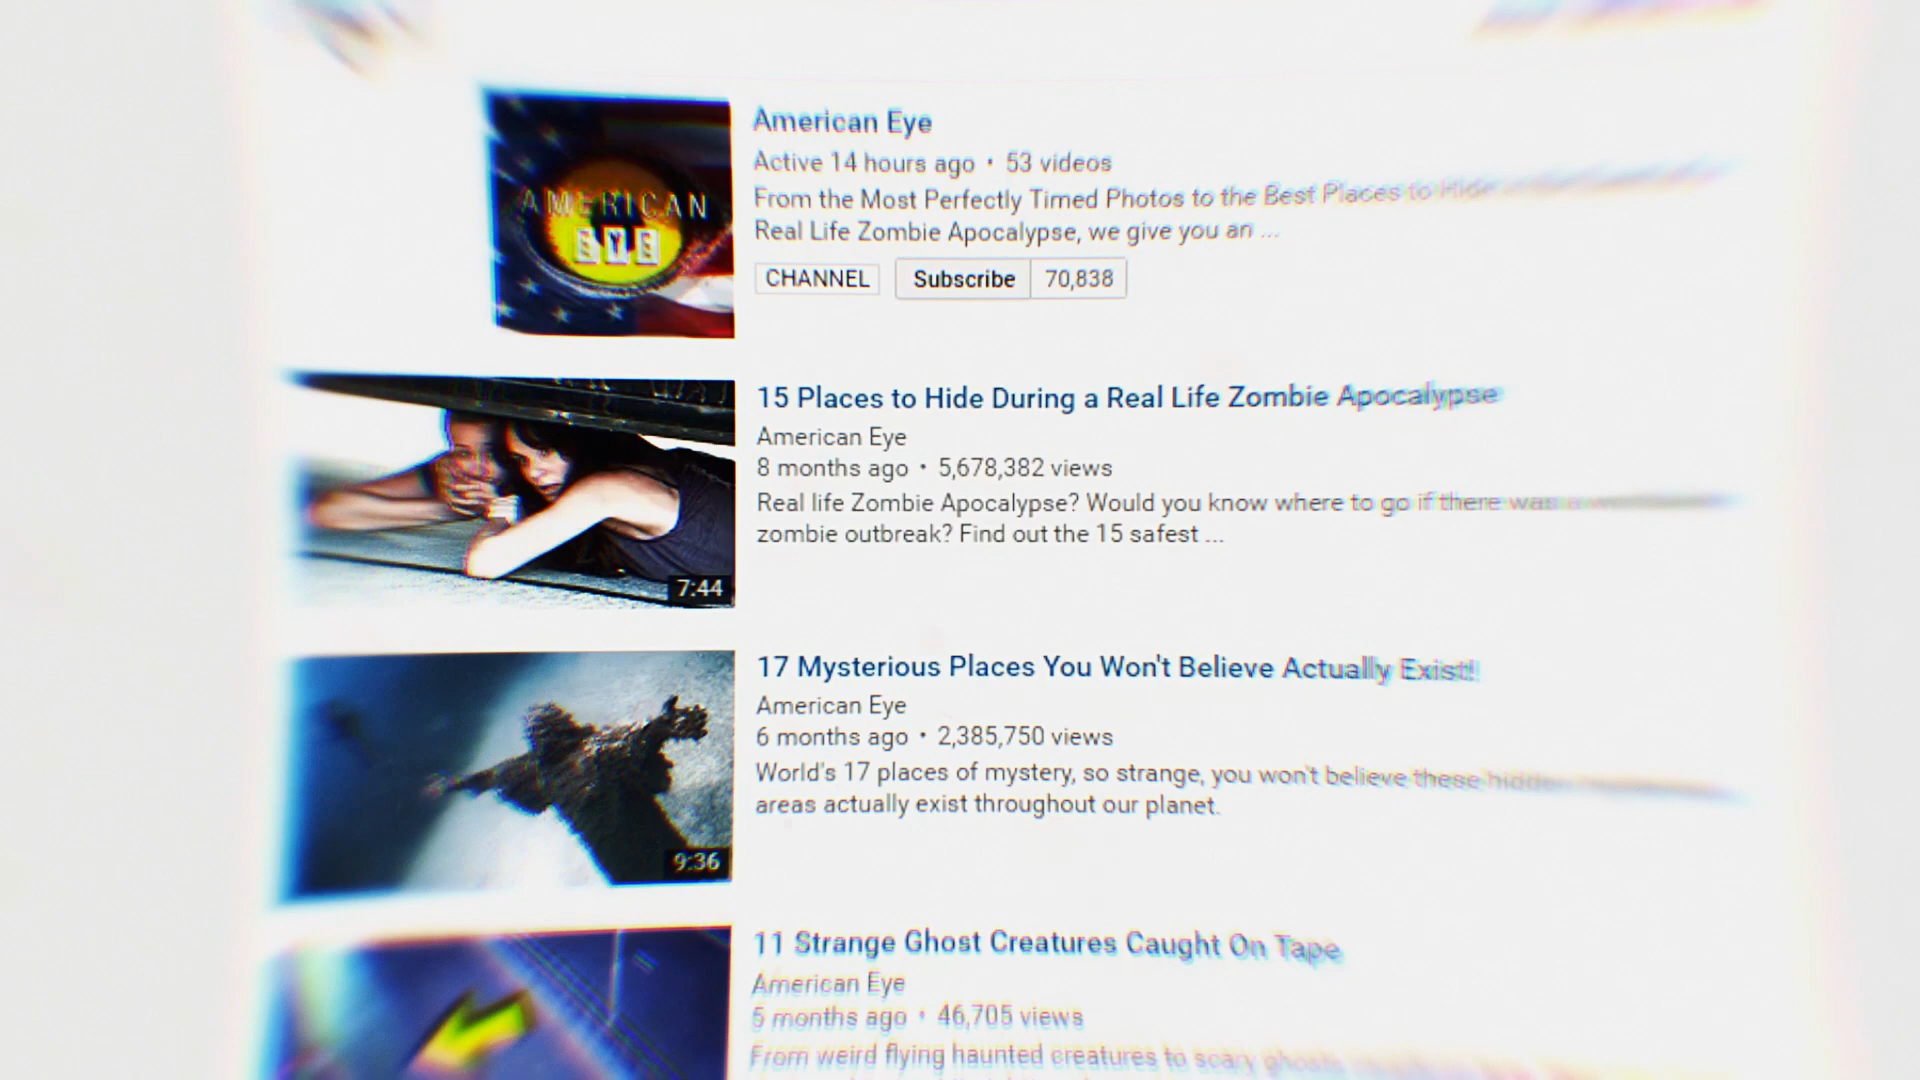 AMERICAN
EYE
American Eye
Active 14 hours ago • 53 videos
From the Most Perfectly Timed Photos to the Best Places to Hide
Real Life Zombie Apocalypse, we give you an ...
CHANNEL Subscribe 70,838
15 Places to Hide During a Real Life Zombie Apocalypse
American Eye
8 months ago • 5,678,382 views
Real life Zombie Apocalypse? Would you know where to go if there was a
zombie outbreak? Find out the 15 safest ...
7:44
17 Mysterious Places You Won't Believe Actually Exist!
American Eye
6 months ago • 2,385,750 views
World's 17 places of mystery, so strange, you won't believe these hidden
areas actually exist throughout our planet.
9:36
11 Strange Ghost Creatures Caught On Tape
American Eye
5 months ago • 46,705 views
From weird flying haunted creatures to scary ghosts